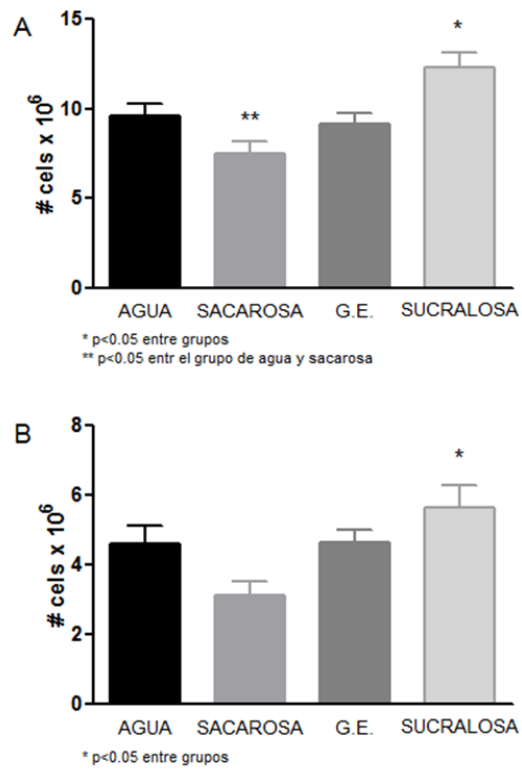 A
15
10
5
0
# cels x 10⁶
**
*
AGUA SACAROSA G.E. SUCRALOSA
* p<0.05 entre grupos
** p<0.05 entr el grupo de agua y sacarosa
B
8
6
4
2
0
# cels x 10⁶
*
AGUA SACAROSA G.E. SUCRALOSA
* p<0.05 entre grupos